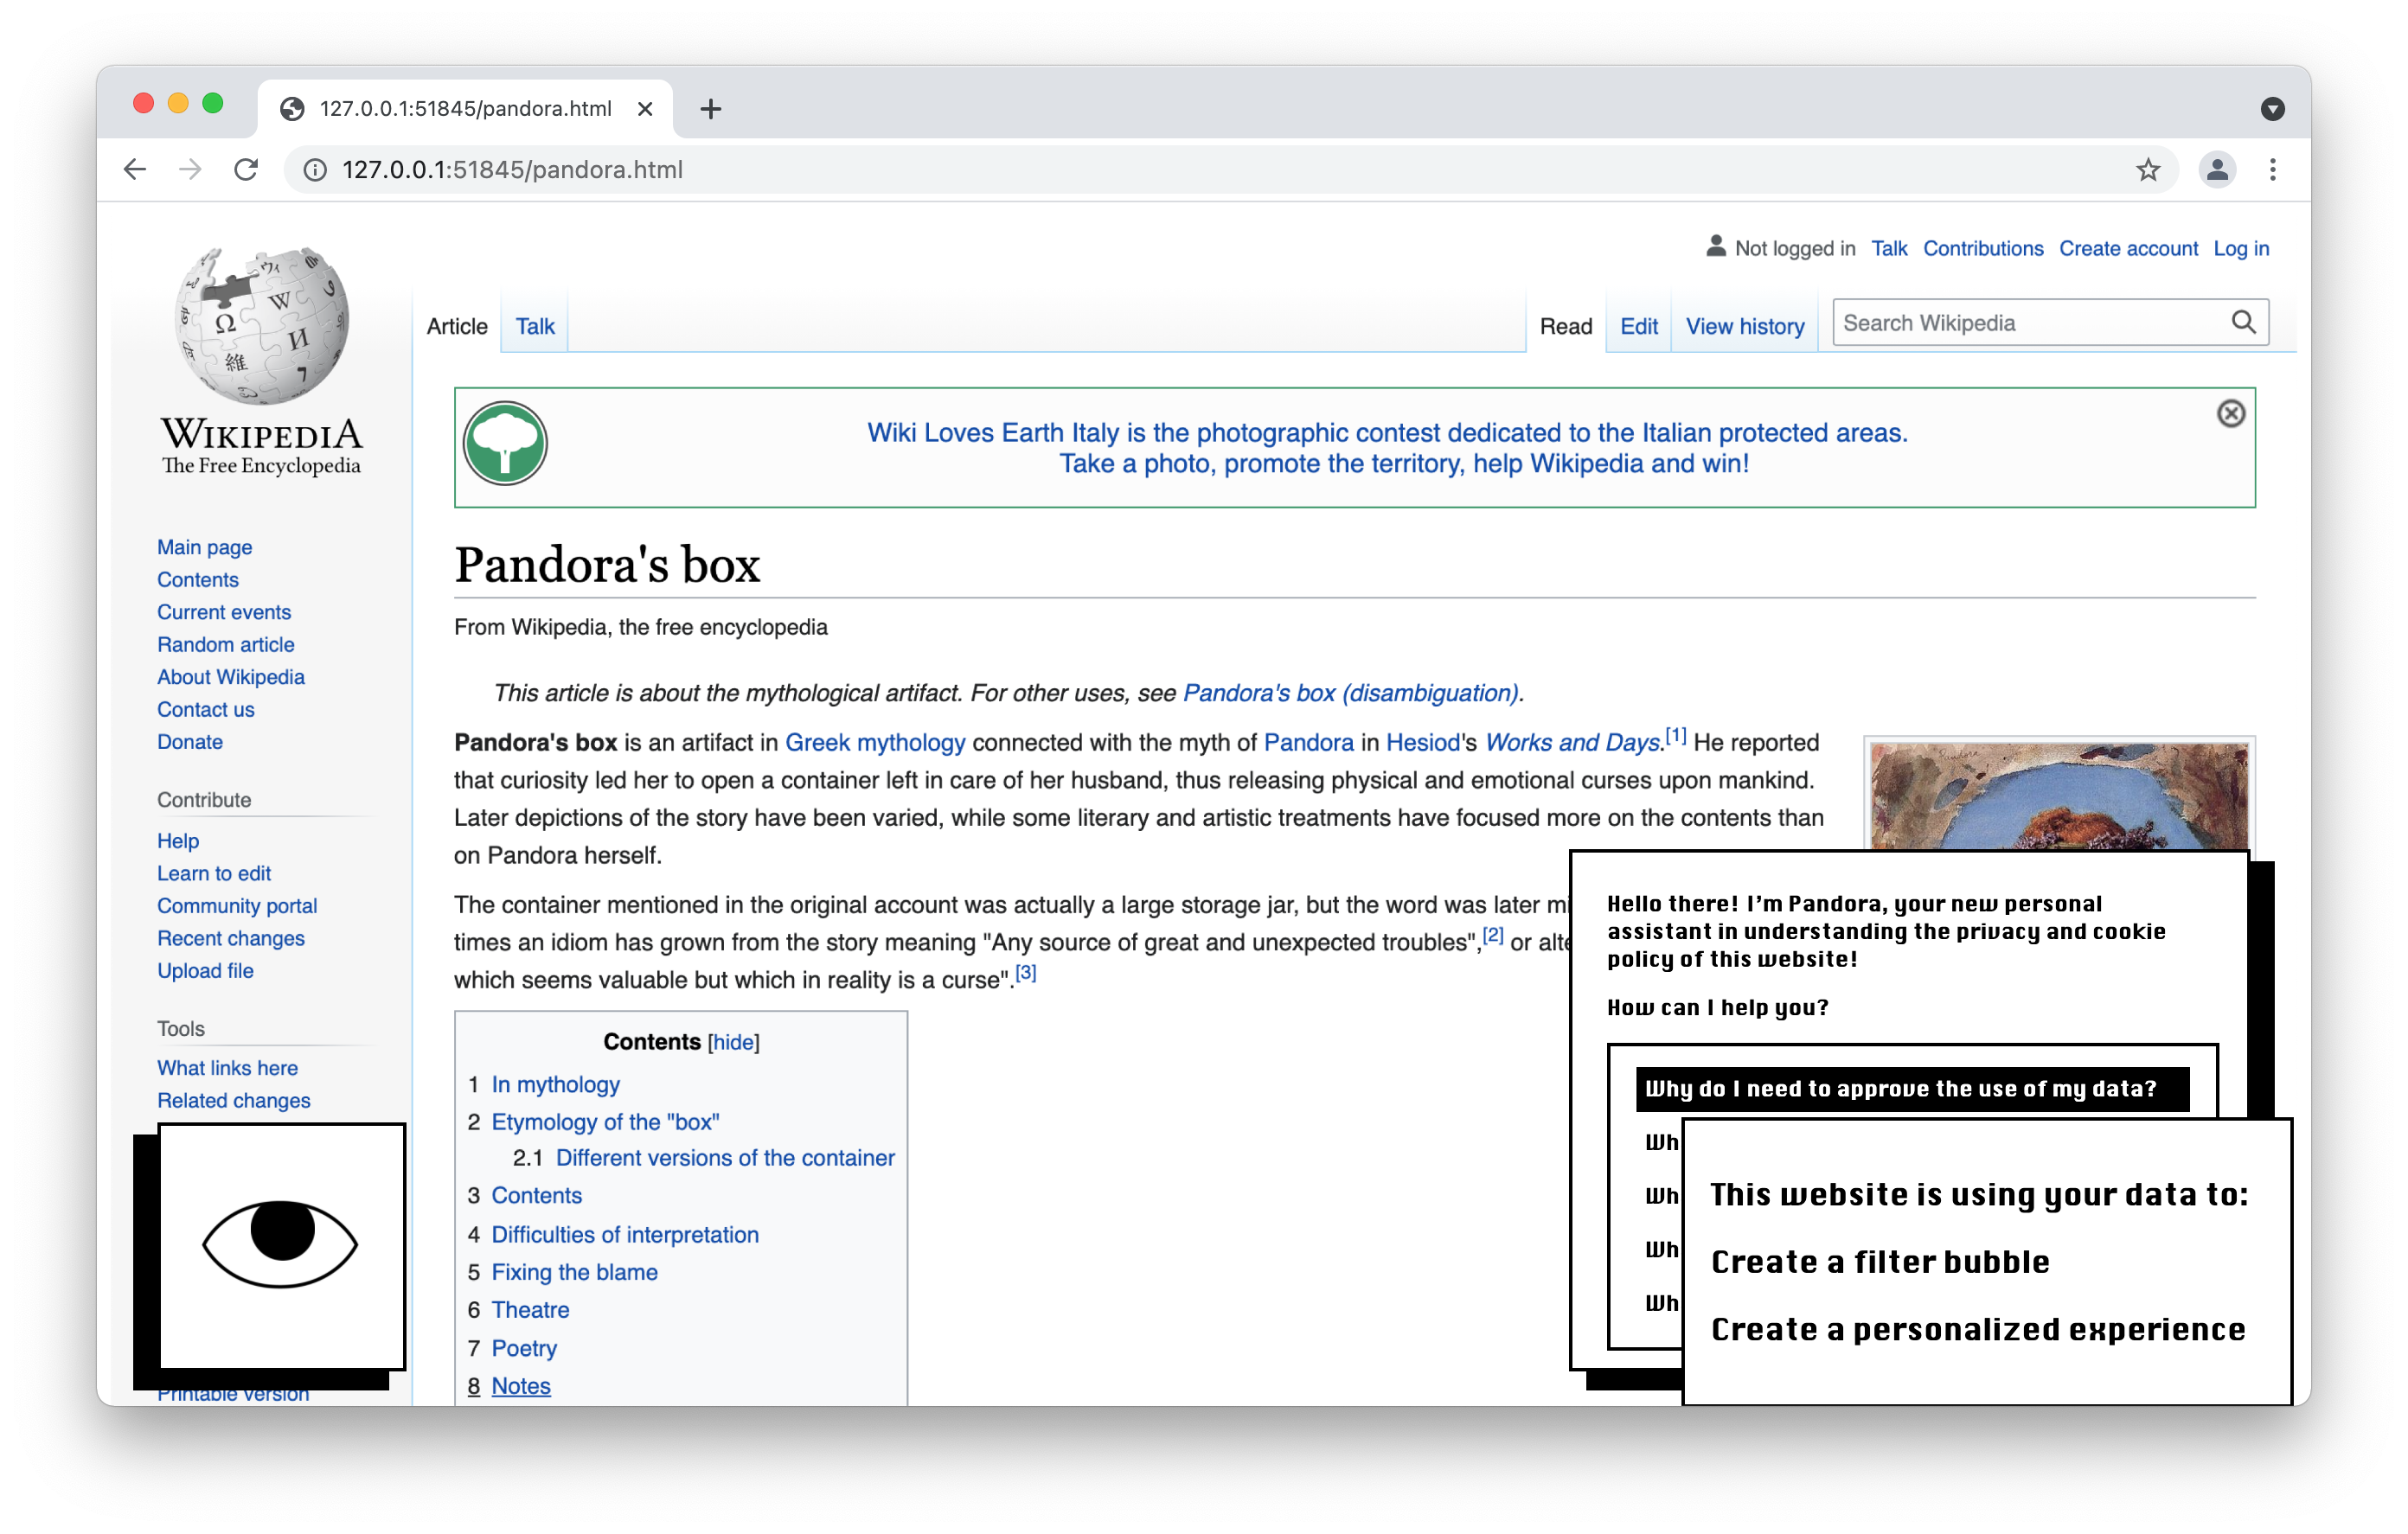 127.0.0.1:51845/pandora.html
127.0.0.1:51845/pandora.html
Not logged in Talk Contributions Create account Log in
WIKIPEDIA
The Free Encyclopedia
Article Talk Read Edit View history Search Wikipedia
Wiki Loves Earth Italy is the photographic contest dedicated to the Italian protected areas.
Take a photo, promote the territory, help Wikipedia and win!
Main page
Contents
Current events
Random article
About Wikipedia
Contact us
Donate
Contribute
Help
Learn to edit
Community portal
Recent changes
Upload file
Tools
What links here
Related changes
Printable version
Pandora's box
From Wikipedia, the free encyclopedia
This article is about the mythological artifact. For other uses, see Pandora's box (disambiguation).
Pandora's box is an artifact in Greek mythology connected with the myth of Pandora in Hesiod's Works and Days.[1] He reported
that curiosity led her to open a container left in care of her husband, thus releasing physical and emotional curses upon mankind.
Later depictions of the story have been varied, while some literary and artistic treatments have focused more on the contents than
on Pandora herself.
The container mentioned in the original account was actually a large storage jar, but the word was later mi
times an idiom has grown from the story meaning "Any source of great and unexpected troubles",[2] or alte
which seems valuable but which in reality is a curse".[3]
Contents [hide]
1 In mythology
2 Etymology of the "box"
2.1 Different versions of the container
3 Contents
4 Difficulties of interpretation
5 Fixing the blame
6 Theatre
7 Poetry
8 Notes
Hello there! I'm Pandora, your new personal
assistant in understanding the privacy and cookie
policy of this website!
How can I help you?
Why do I need to approve the use of my data?
Wh
Wh
Wh
Wh
This website is using your data to:
Create a filter bubble
Create a personalized experience